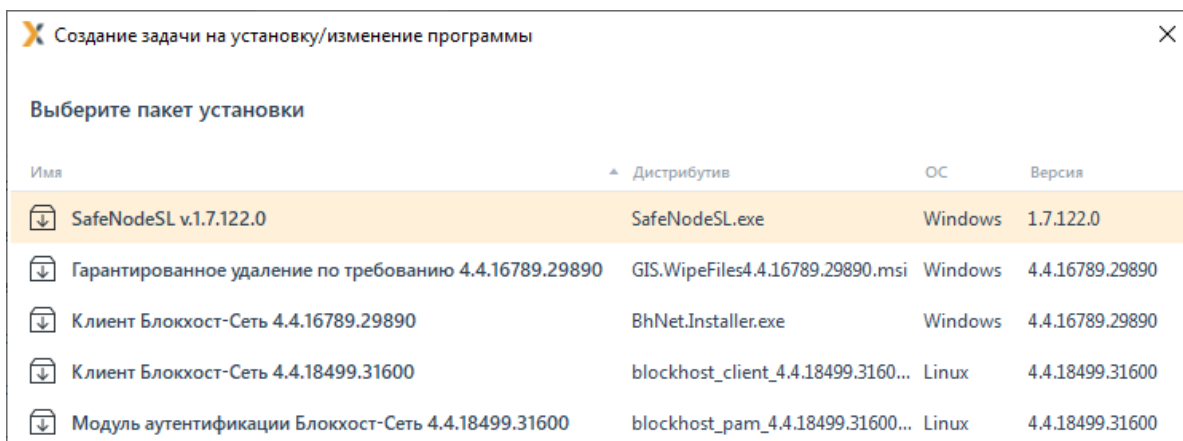 Создание задачи на установку/изменение программы
Выберите пакет установки
Имя Дистрибутив ОС Версия
SafeNodeSL v.1.7.122.0 SafeNodeSL.exe Windows 1.7.122.0
Гарантированное удаление по требованию 4.4.16789.29890 GIS.WipeFiles4.4.16789.29890.msi Windows 4.4.16789.29890
Клиент Блокхост-Сеть 4.4.16789.29890 BhNet.Installer.exe Windows 4.4.16789.29890
Клиент Блокхост-Сеть 4.4.18499.31600 blockhost_client_4.4.18499.3160... Linux 4.4.18499.31600
Модуль аутентификации Блокхост-Сеть 4.4.18499.31600 blockhost_pam_4.4.18499.31600... Linux 4.4.18499.31600